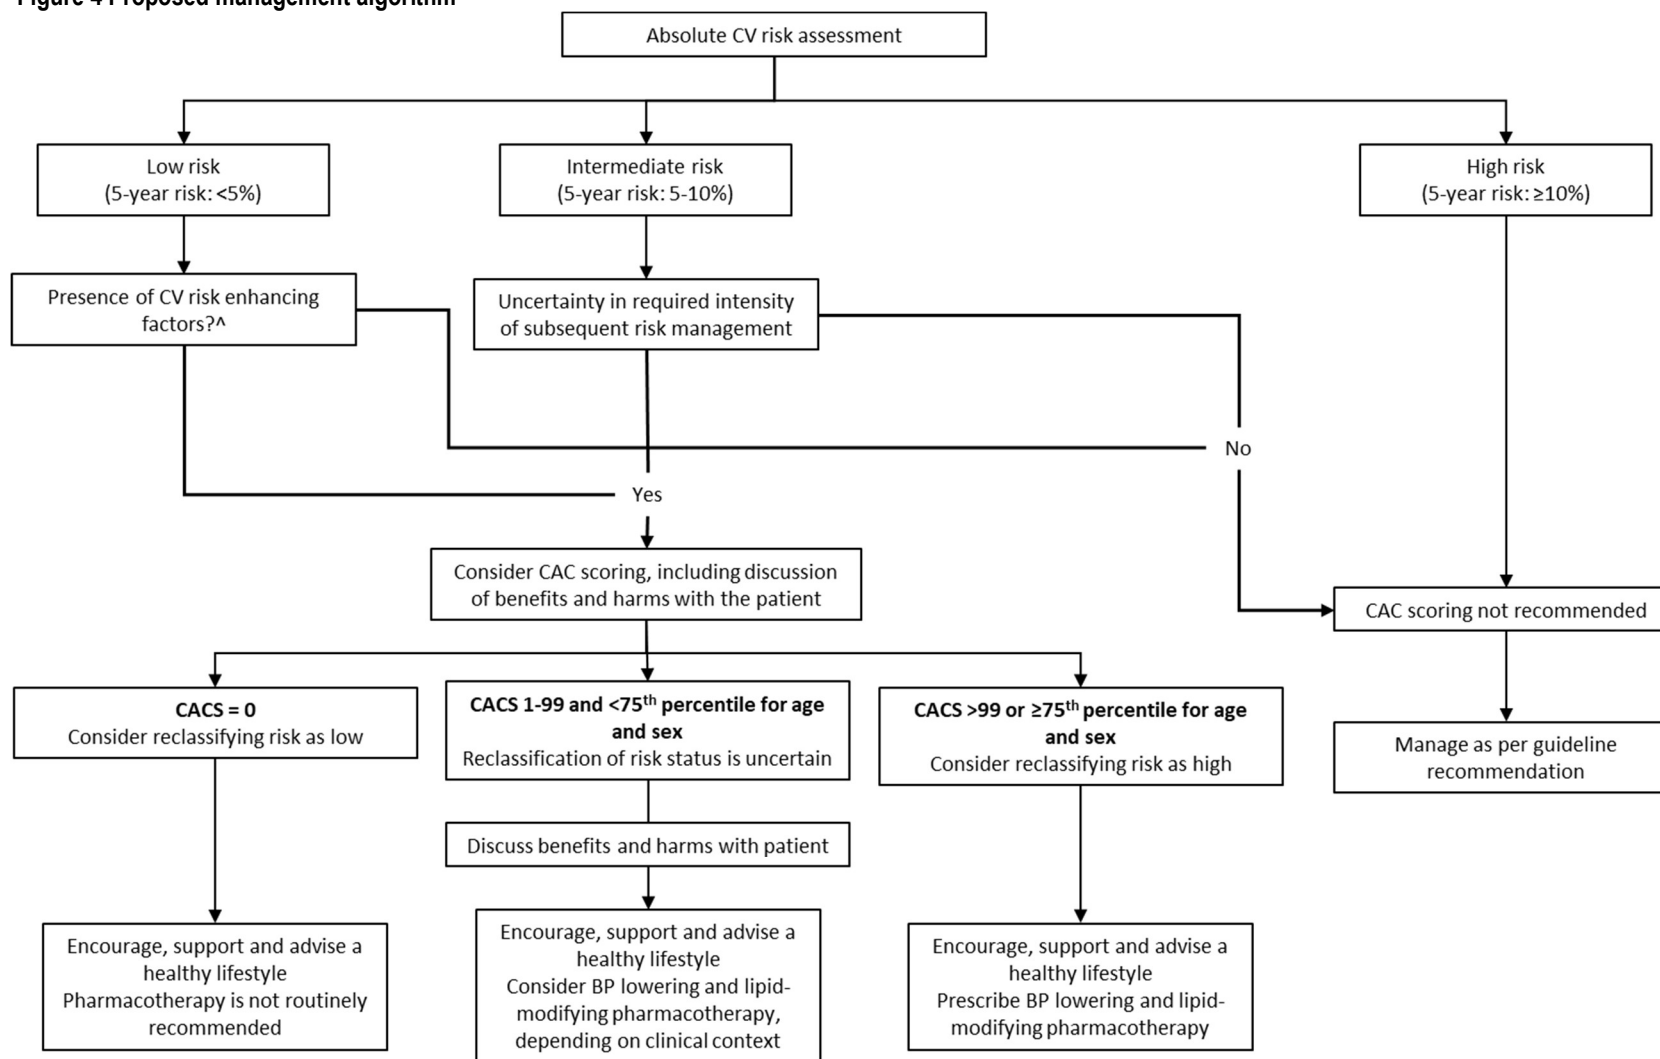 Figure 4 Proposed management algorithm
Absolute CV risk assessment
Low risk
(5-year risk: <5%)
Intermediate risk
(5-year risk: 5-10%)
High risk
(5-year risk: ≥10%)
Presence of CV risk enhancing
factors?^
Uncertainty in required intensity
of subsequent risk management
No
Yes
Consider CAC scoring, including discussion
of benefits and harms with the patient
CAC scoring not recommended
CACS = 0
Consider reclassifying risk as low
CACS 1-99 and <75th percentile for age
and sex
Reclassification of risk status is uncertain
CACS >99 or ≥75th percentile for age
and sex
Consider reclassifying risk as high
Manage as per guideline
recommendation
Discuss benefits and harms with patient
Encourage, support and advise a
healthy lifestyle
Pharmacotherapy is not routinely
recommended
Encourage, support and advise a
healthy lifestyle
Consider BP lowering and lipid-
modifying pharmacotherapy,
depending on clinical context
Encourage, support and advise a
healthy lifestyle
Prescribe BP lowering and lipid-
modifying pharmacotherapy